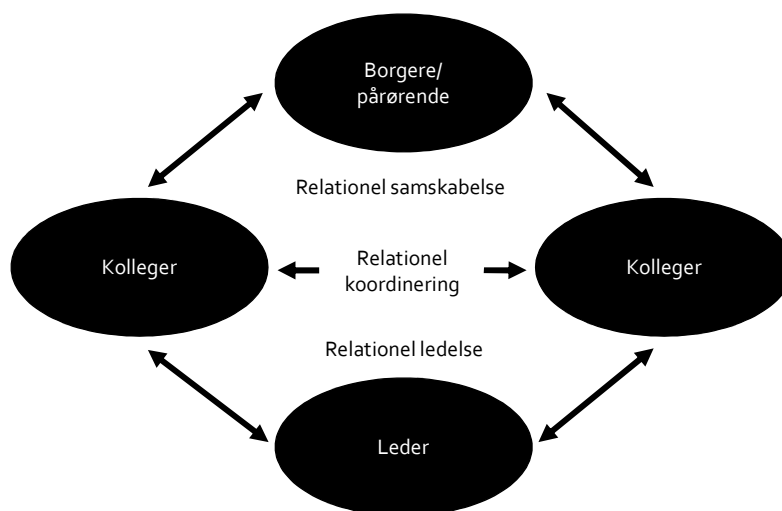 Borgere/
pårørende
Relationel samskabelse
Kolleger
Relationel
koordinering
Kolleger
Relationel ledelse
Leder